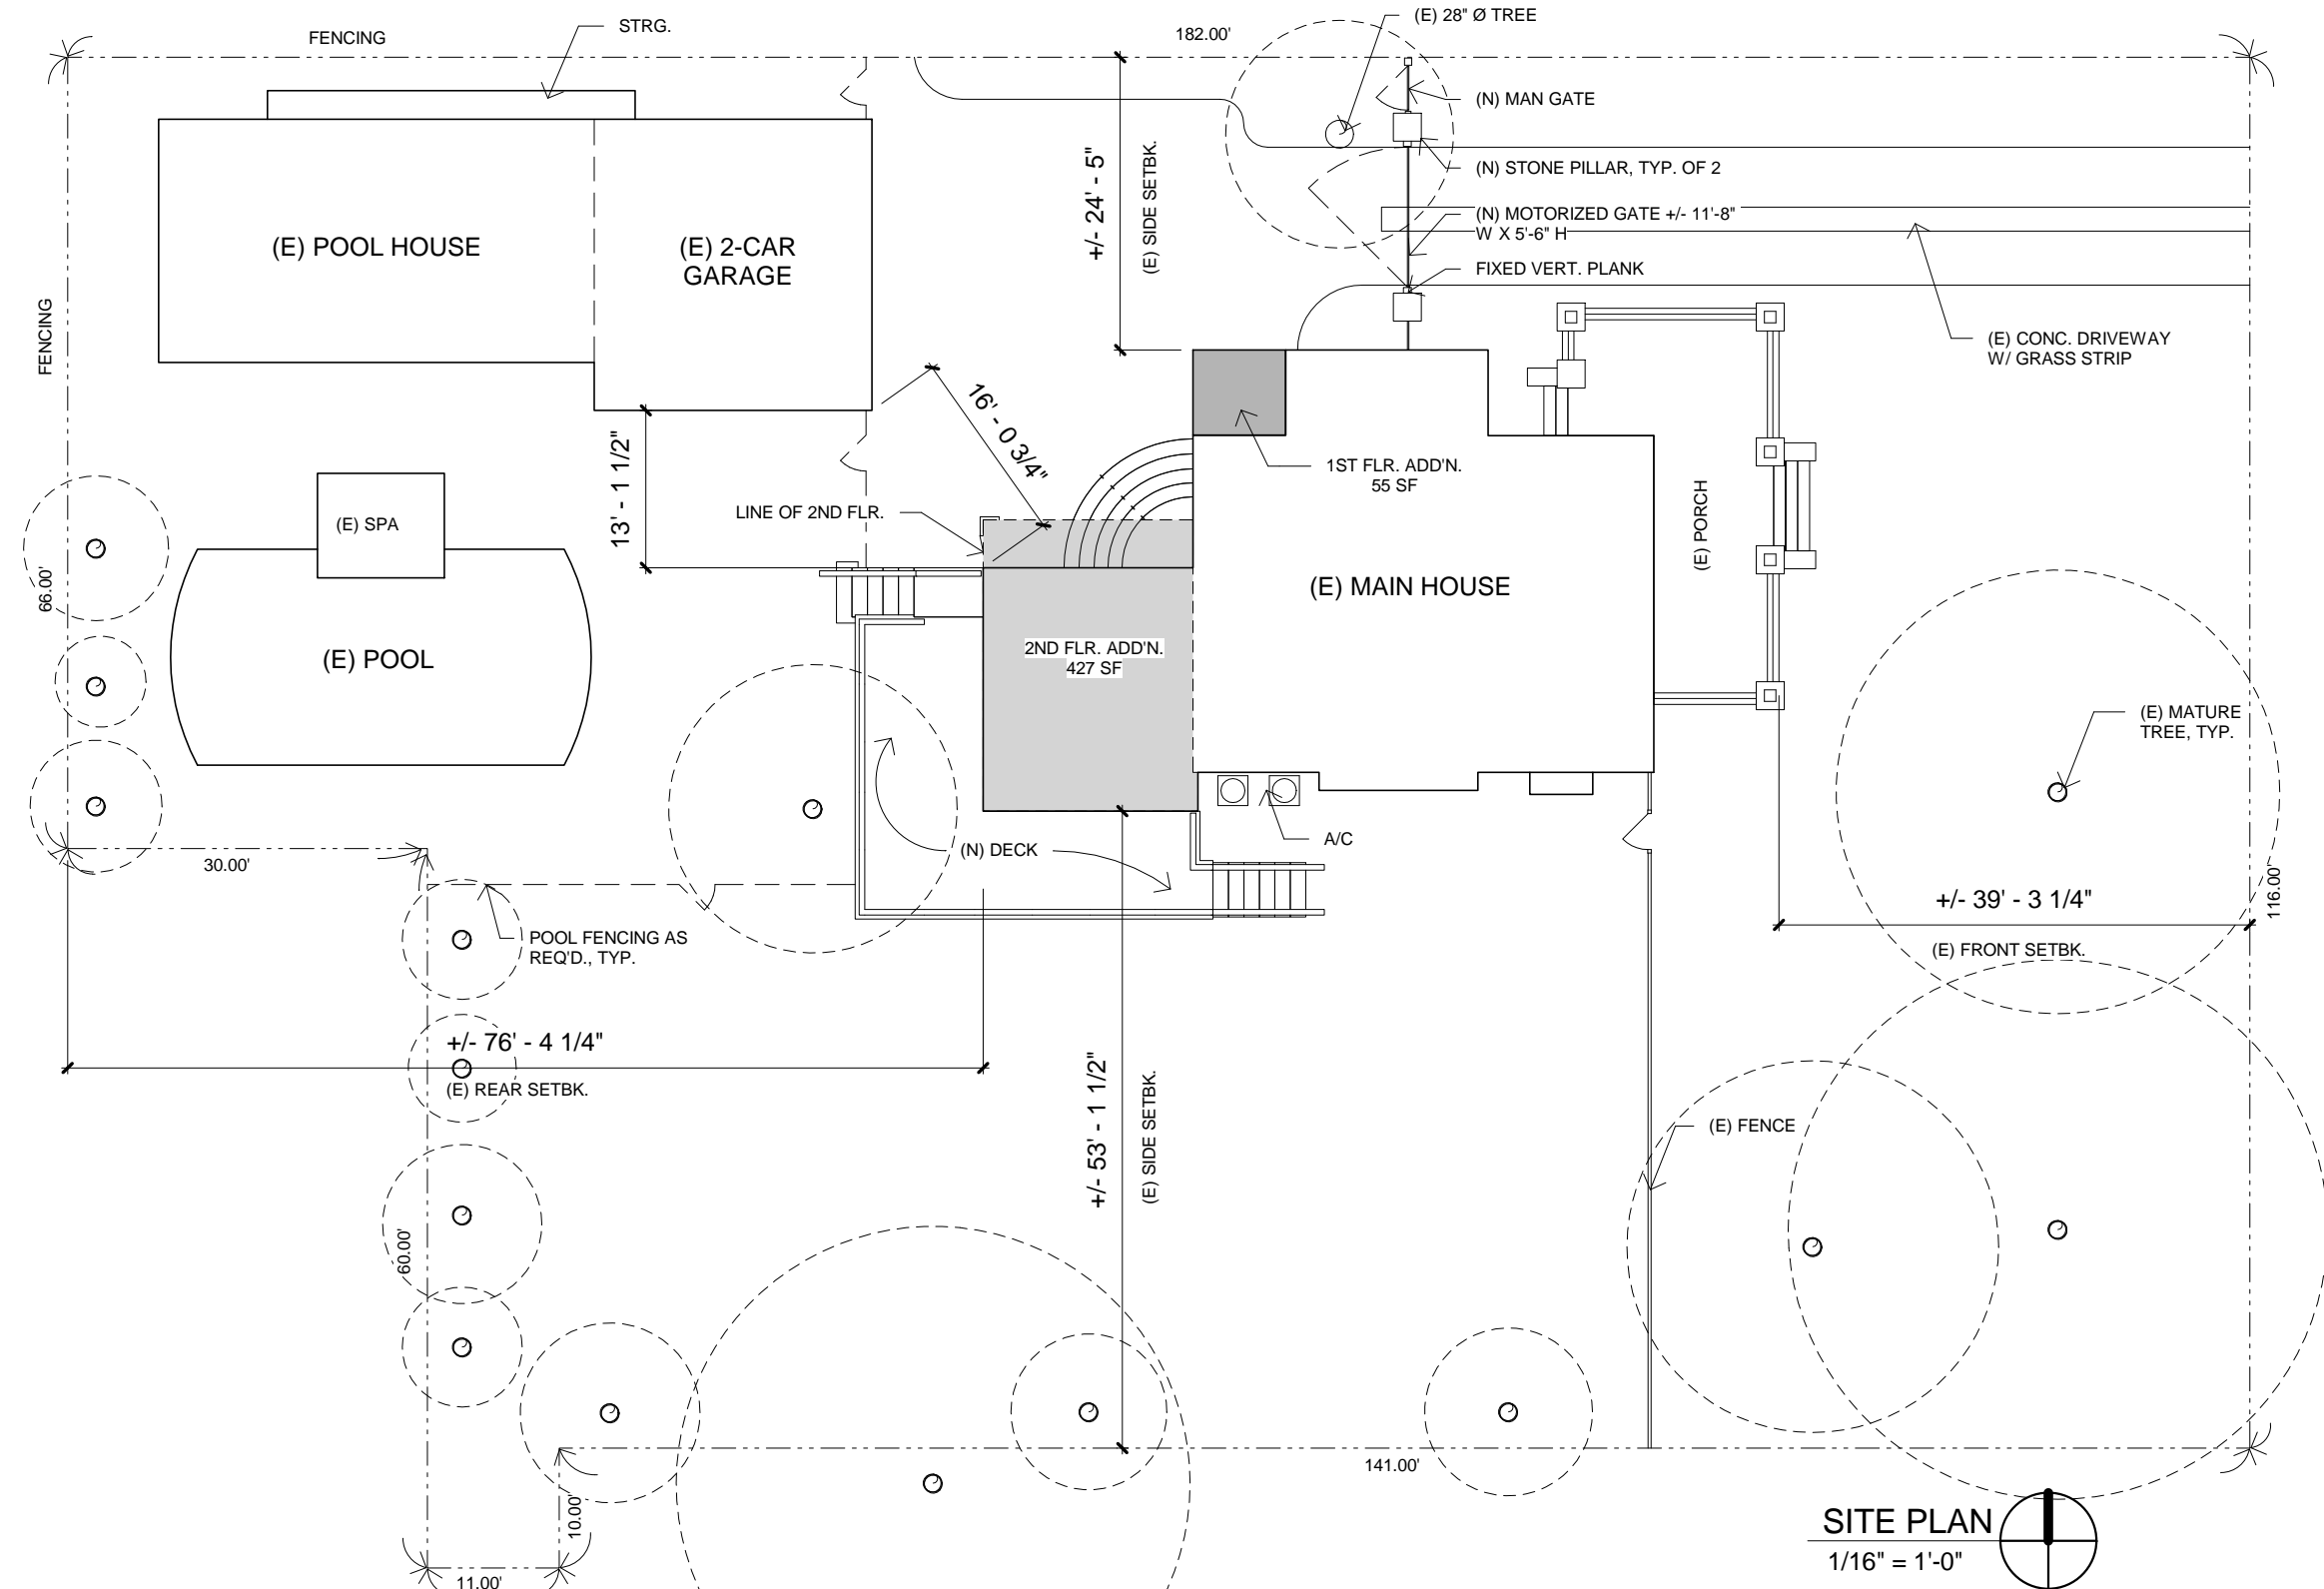 STRG.
(E) 28" Ø TREE
FENCING
182.00'
(N) MAN GATE
+/- 24' - 5"
(E) SIDE SETBK.
(N) STONE PILLAR, TYP. OF 2
(N) MOTORIZED GATE +/- 11'-8"
W X 5'-6" H
(E) POOL HOUSE
(E) 2-CAR
GARAGE
FIXED VERT. PLANK
FENCING
(E) CONC. DRIVEWAY
W/ GRASS STRIP
16' - 0 3/4"
13' - 1 1/2"
1ST FLR. ADD'N.
55 SF
LINE OF 2ND FLR.
(E) SPA
(E) PORCH
66.00'
(E) MAIN HOUSE
(E) POOL
2ND FLR. ADD'N.
427 SF
(E) MATURE
TREE, TYP.
A/C
(N) DECK
30.00'
+/- 39' - 3 1/4"
116.00'
POOL FENCING AS
REQ'D., TYP.
(E) FRONT SETBK.
+/- 76' - 4 1/4"
(E) REAR SETBK.
+/- 53' - 1 1/2"
(E) SIDE SETBK.
(E) FENCE
60.00'
141.00'
10.00'
11.00'
SITE PLAN
1/16" = 1'-0"